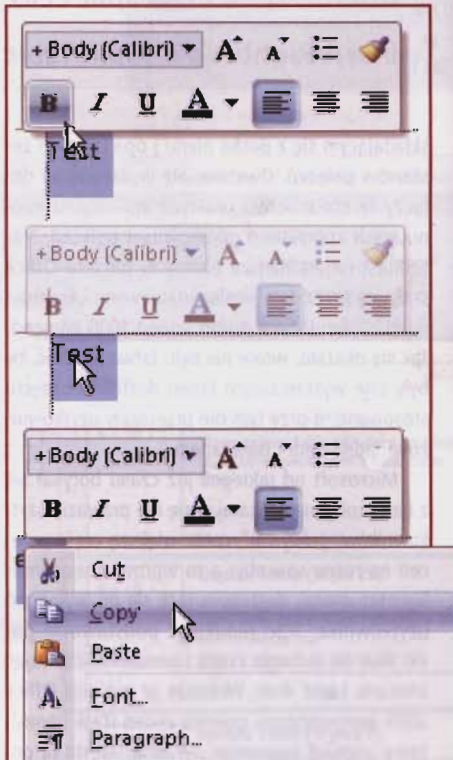 + Body (Calibri) A A
B I U A
Test
+ Body (Calibri) A A
B I U A
Test
+ Body (Calibri) A A
B I U A
e
Cut
Copy
Paste
A Font...
Paragraph...